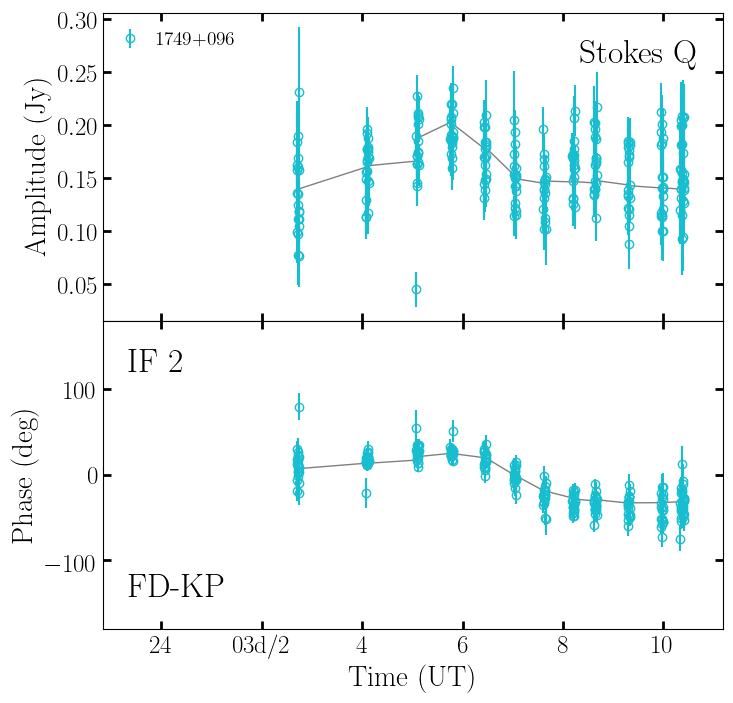 0.30
0.25
0.20
0.15
0.10
0.05
Amplitude (Jy)
1749+096
Stokes Q
100
0
−100
Phase (deg)
IF 2
FD-KP
24 03d/2 4 6 8 10
Time (UT)